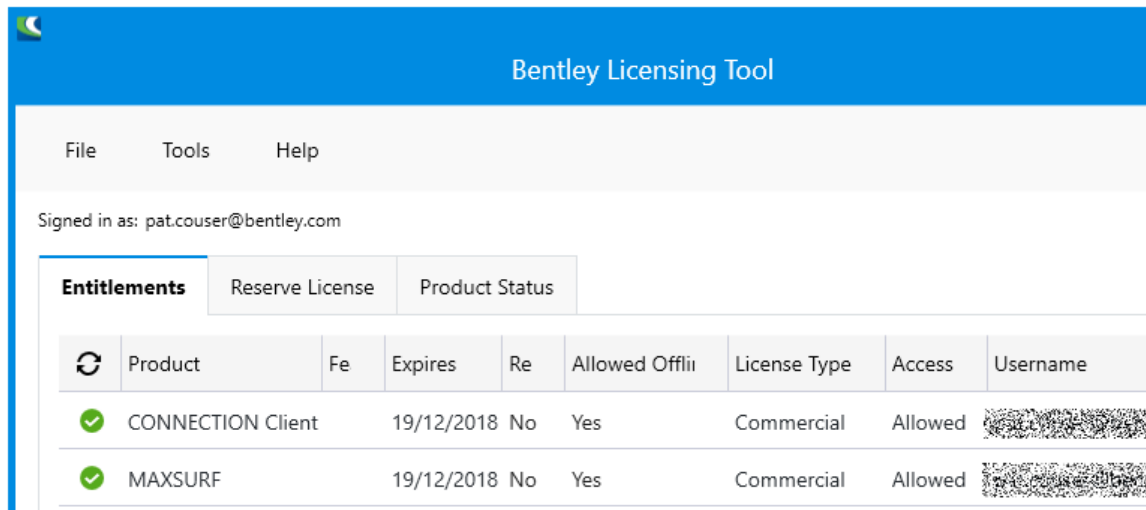 Bentley Licensing Tool
File Tools Help
Signed in as: pat.couser@bentley.com
Entitlements Reserve License Product Status
Product Fe Expires Re Allowed Offli License Type Access Username
CONNECTION Client 19/12/2018 No Yes Commercial Allowed
MAXSURF 19/12/2018 No Yes Commercial Allowed